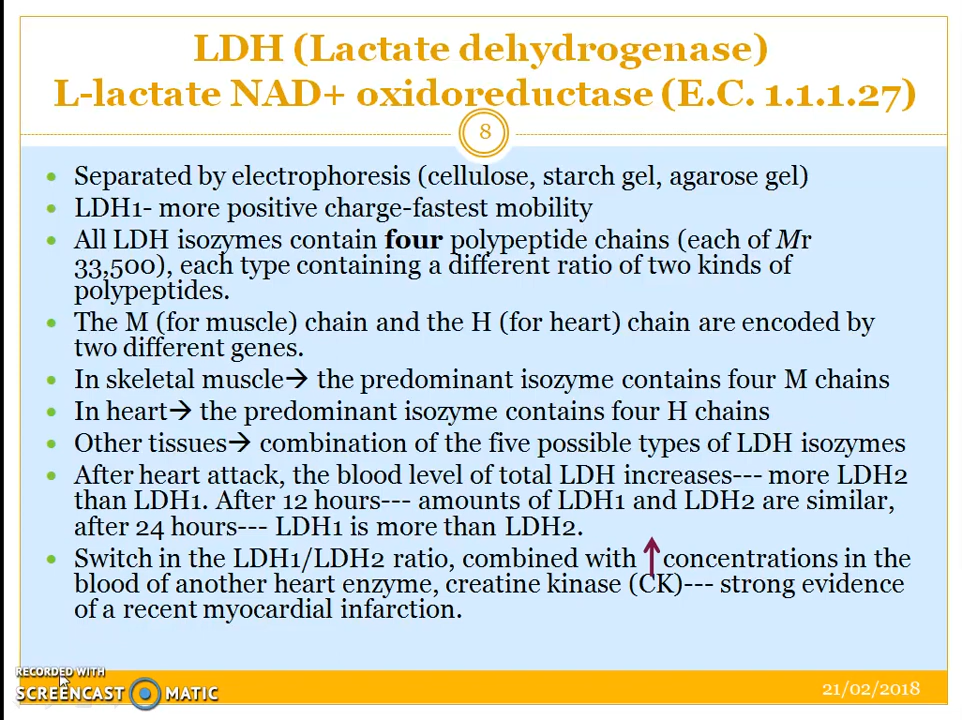 LDH (Lactate dehydrogenase)
L-lactate NAD+ oxidoreductase (E.C. 1.1.1.27)
8
• Separated by electrophoresis (cellulose, starch gel, agarose gel)
• LDH1- more positive charge-fastest mobility
• All LDH isozymes contain four polypeptide chains (each of Mr
33,500), each type containing a different ratio of two kinds of
polypeptides.
• The M (for muscle) chain and the H (for heart) chain are encoded by
two different genes.
• In skeletal muscle→ the predominant isozyme contains four M chains
• In heart→ the predominant isozyme contains four H chains
• Other tissues→ combination of the five possible types of LDH isozymes
• After heart attack, the blood level of total LDH increases--- more LDH2
than LDH1. After 12 hours--- amounts of LDH1 and LDH2 are similar,
after 24 hours--- LDH1 is more than LDH2.
• Switch in the LDH1/LDH2 ratio, combined with ↑ concentrations in the
blood of another heart enzyme, creatine kinase (CK)--- strong evidence
of a recent myocardial infarction.
RECORDED WITH
SCREENCAST MATIC
21/02/2018